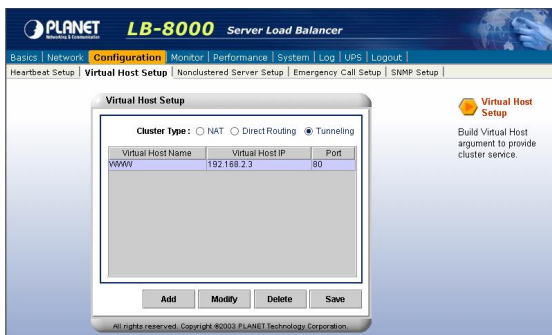 PLANET
Networking & Communication
LB-8000 Server Load Balancer
Basics | Network | Configuration | Monitor | Performance | System | Log | UPS | Logout |
Heartbeat Setup | Virtual Host Setup | Nonclustered Server Setup | Emergency Call Setup | SNMP Setup |
Virtual Host Setup
Cluster Type : NAT Direct Routing Tunneling
Virtual Host Name Virtual Host IP Port
WWW 192.168.2.3 80
Add Modify Delete Save
All rights reserved. Copyright ©2003 PLANET Technology Corporation.
Virtual Host
Setup
Build Virtual Host
argument to provide
cluster service.